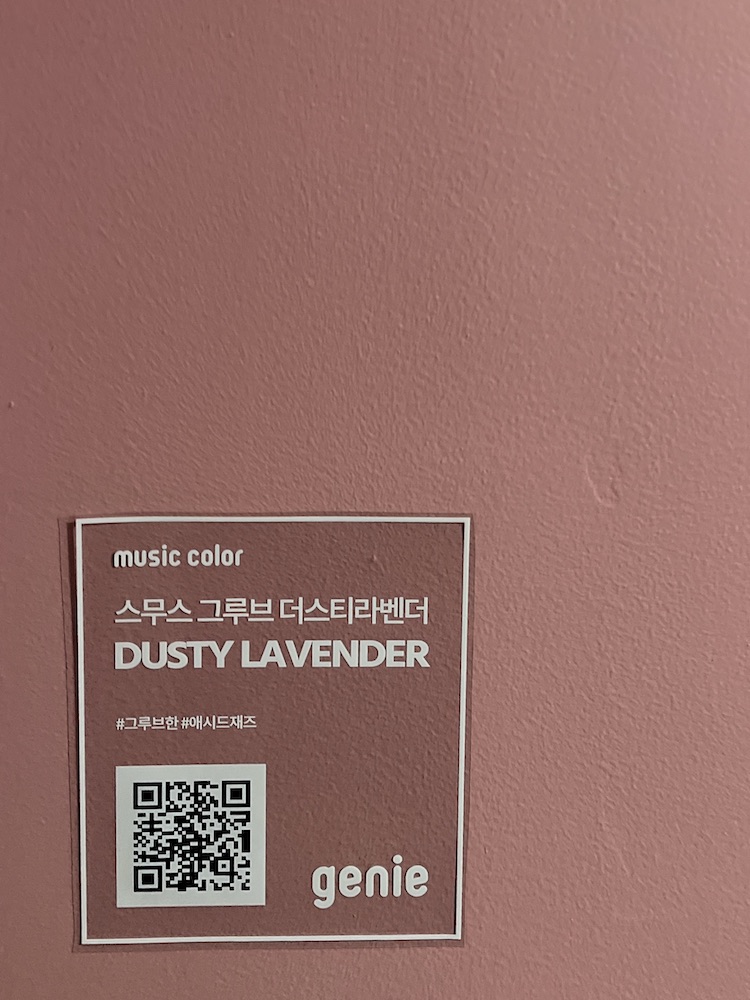 music color
스무스 그루브 더스티라벤더
DUSTY LAVENDER
#그루브한 #애시드재즈
genie